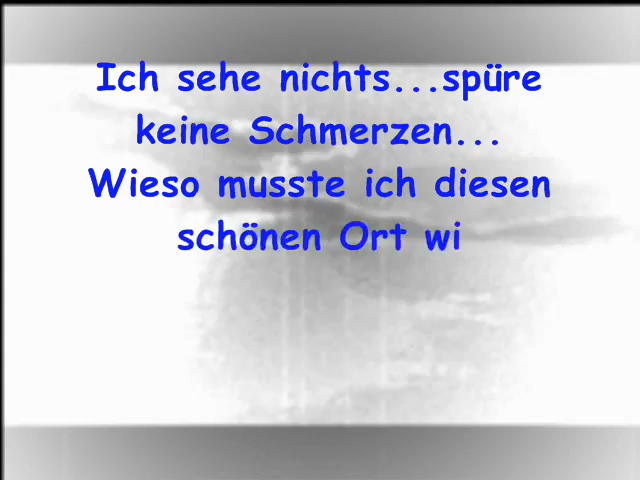 Ich sehe nichts...spüre
keine Schmerzen...
Wieso musste ich diesen
schönen Ort wi